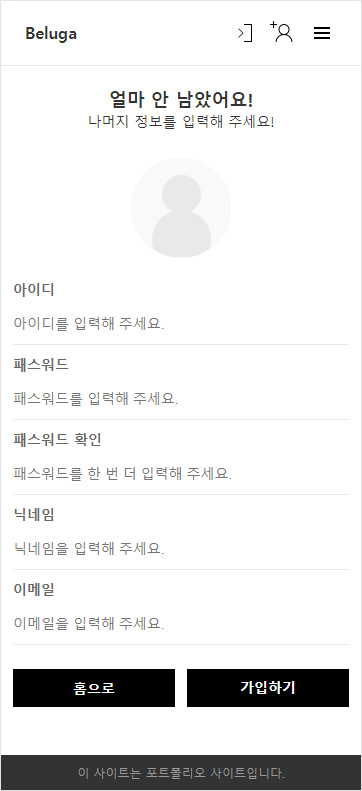 Beluga
얼마 안 남았어요!
나머지 정보를 입력해 주세요!
아이디
아이디를 입력해 주세요.
패스워드
패스워드를 입력해 주세요.
패스워드 확인
패스워드를 한 번 더 입력해 주세요.
닉네임
닉네임을 입력해 주세요.
이메일
이메일을 입력해 주세요.
홈으로 가입하기
이 사이트는 포트폴리오 사이트입니다.